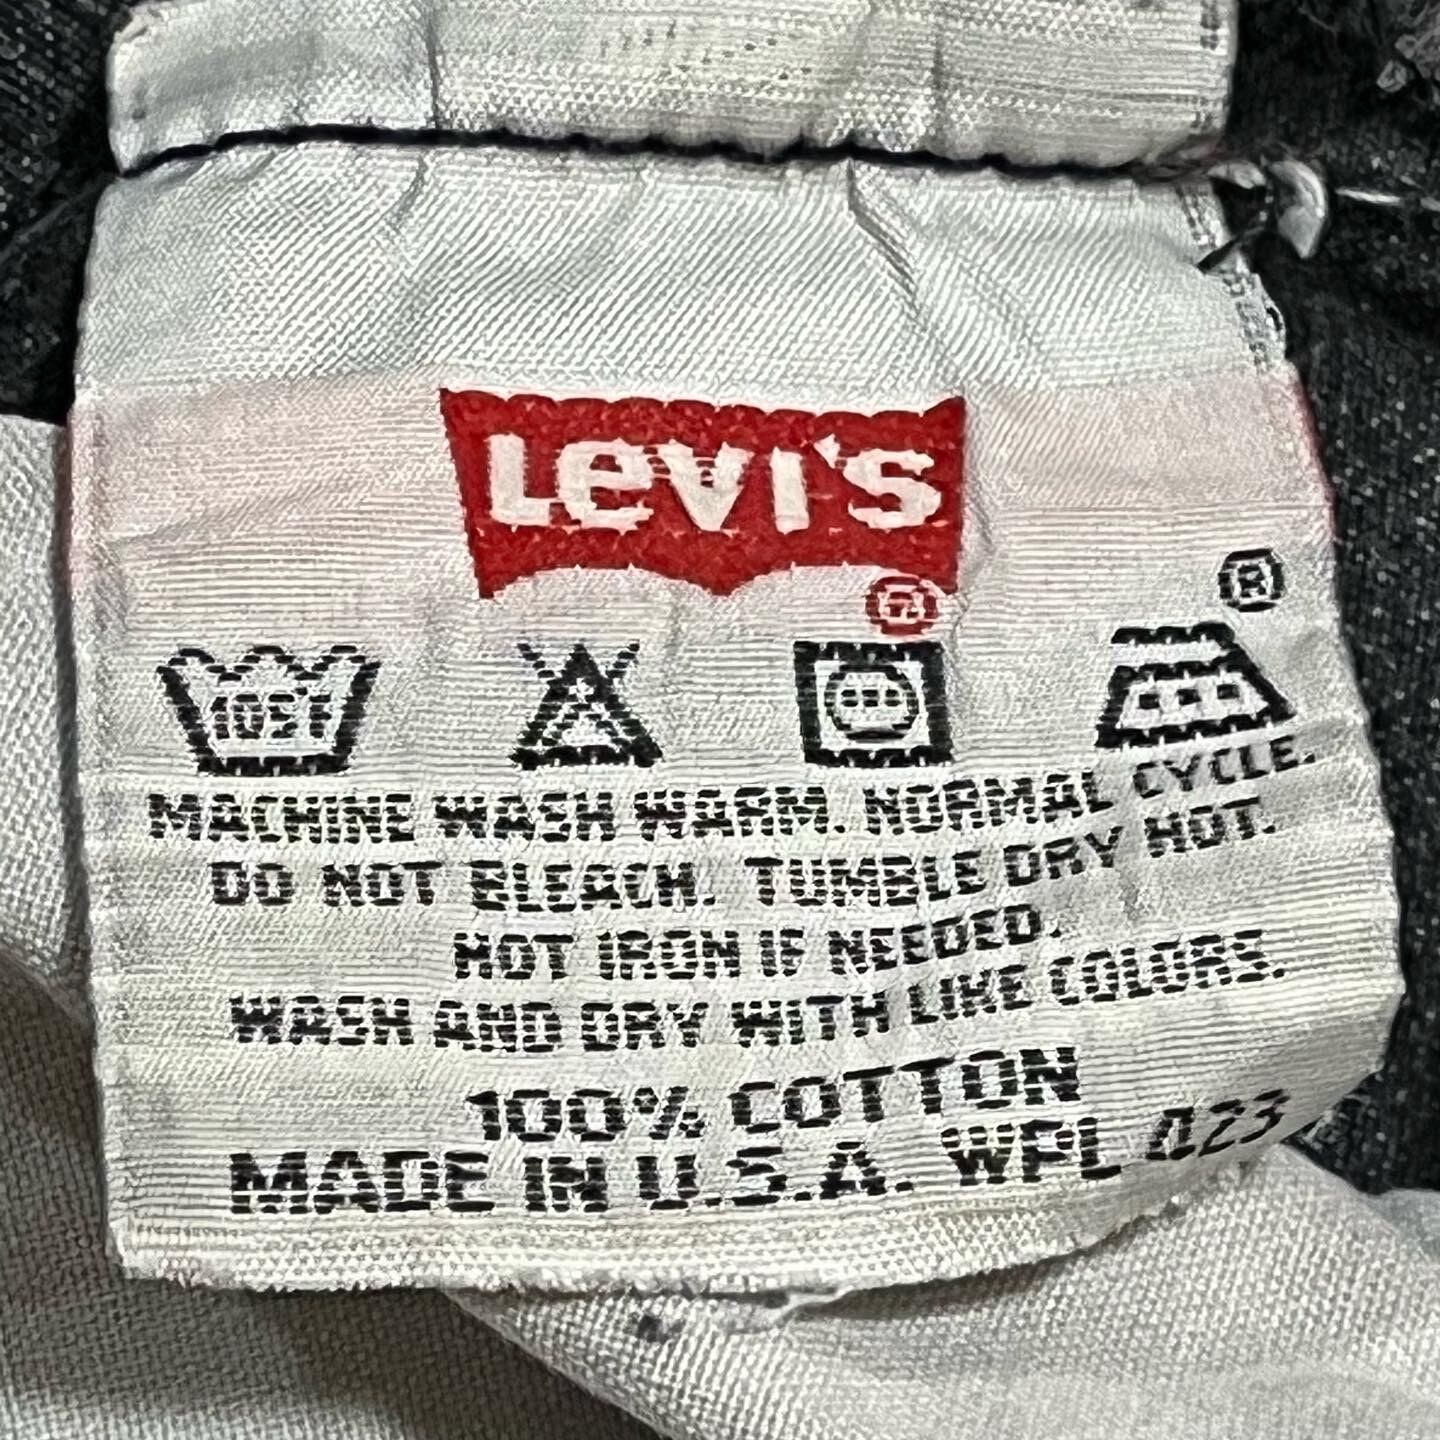 Levi's
®
®
105F
MACHINE WASH WARM. NORMAL CYCLE.
DO NOT BLEACH. TUMBLE DRY HOT.
HOT IRON IF NEEDED.
WASH AND DRY WITH LIKE COLORS.
100% COTTON
MADE IN U.S.A. WPL 423